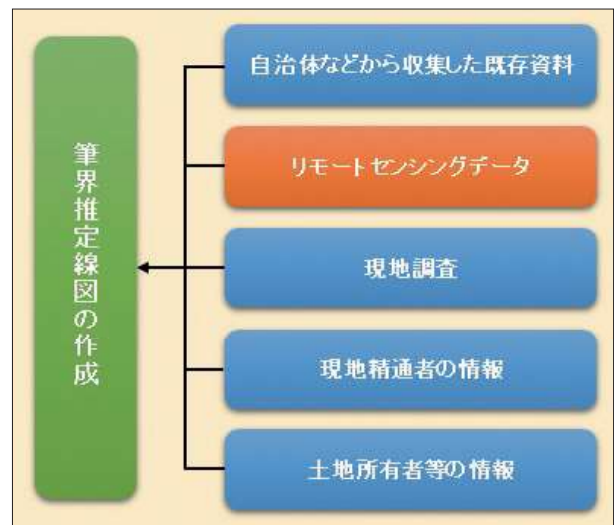 筆界推定線図の作成
自治体などから収集した既存資料
リモートセンシングデータ
現地調査
現地精通者の情報
土地所有者等の情報